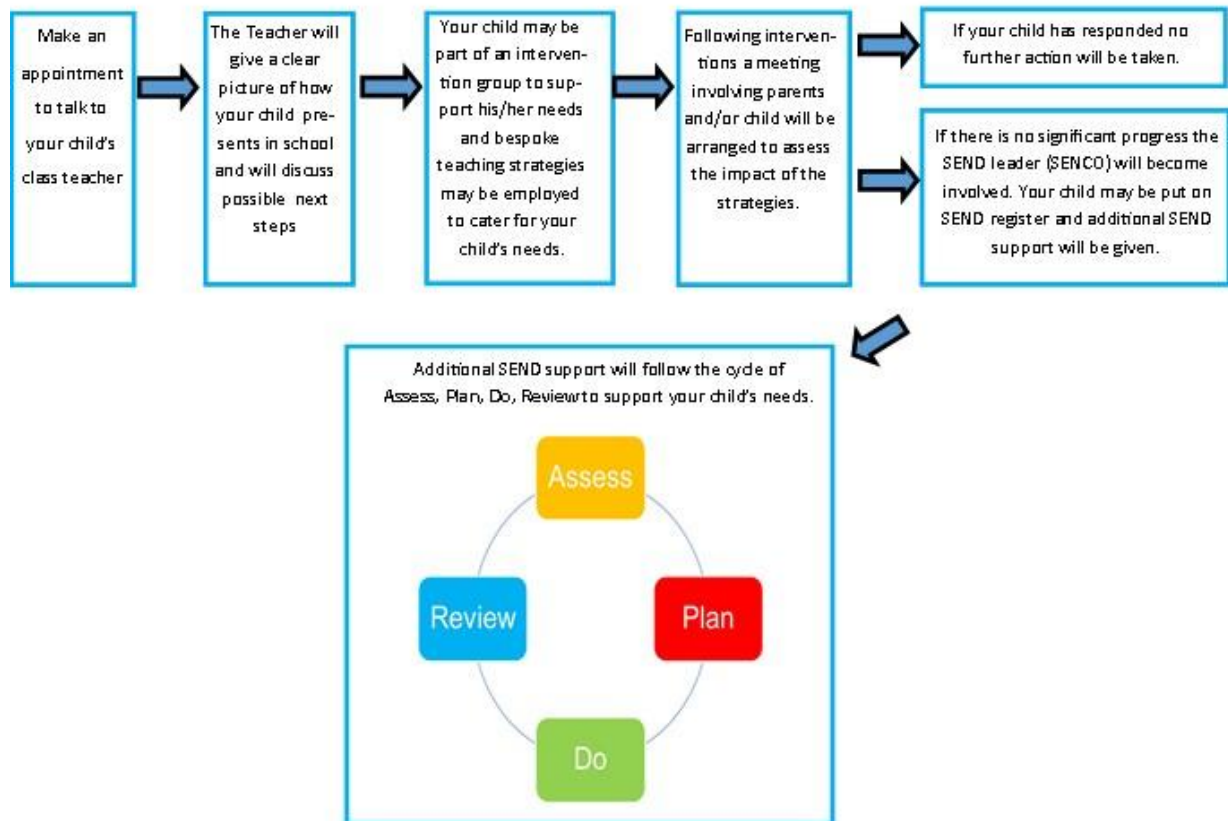 Make an
appointment
to talk to
your child's
class teacher
The Teacher will
give a clear
picture of how
your child pre-
sents in school
and will discuss
possible next
steps
Your child may be
part of an interven-
tion group to sup-
port his/her needs
and bespoke
teaching strategies
may be employed
to cater for your
child's needs.
Following interven-
tions a meeting
involving parents
and/or child will be
arranged to assess
the impact of the
strategies.
If your child has responded no
further action will be taken.
If there is no significant progress the
SEND leader (SENCO) will become
involved. Your child may be put on
SEND register and additional SEND
support will be given.
Additional SEND support will follow the cycle of
Assess, Plan, Do, Review to support your child's needs.
Assess
Review
Plan
Do